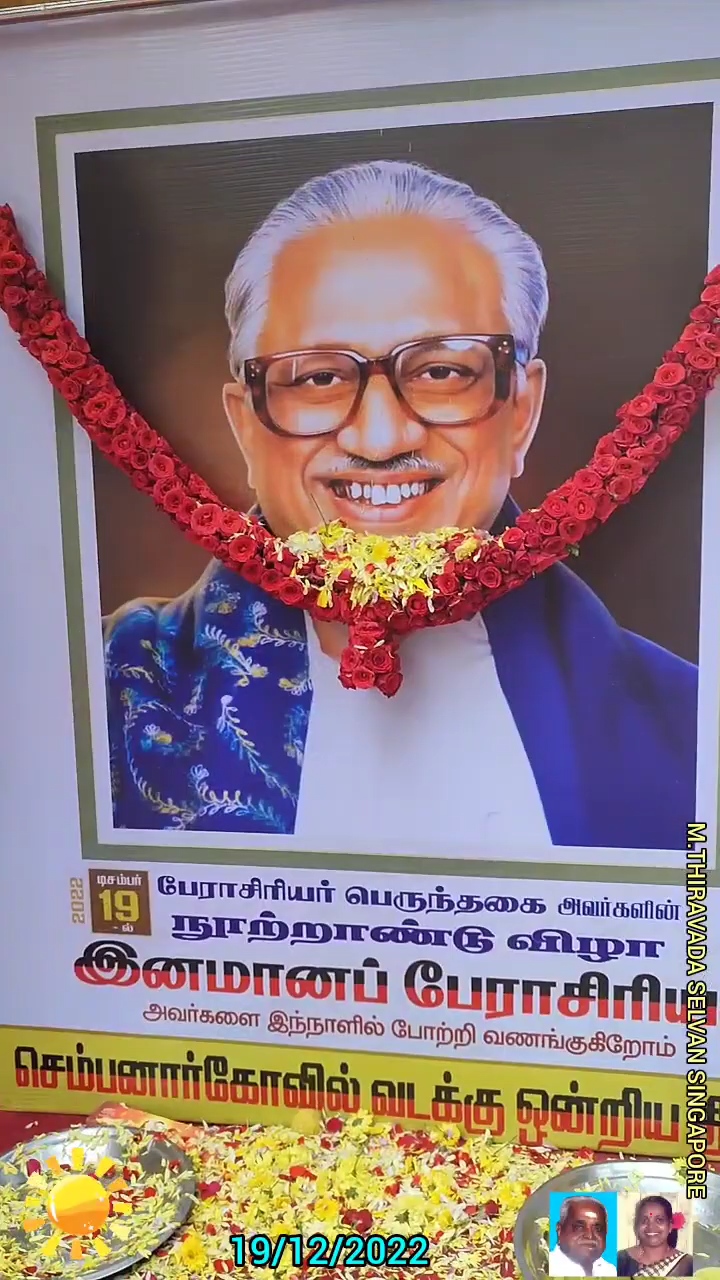 2022
டிசம்பர்
19
-ல்
பேராசிரியர் பெருந்தகை அவர்களின்
நூற்றாண்டு விழா
இனமானப் பேராசிரிய
அவர்களை இந்நாளில் போற்றி வணங்குகிறோம்
செம்பனார்கோவில் வடக்கு ஒன்றிய
M.THIRAVADA SELVAN SINGAPORE
19/12/2022